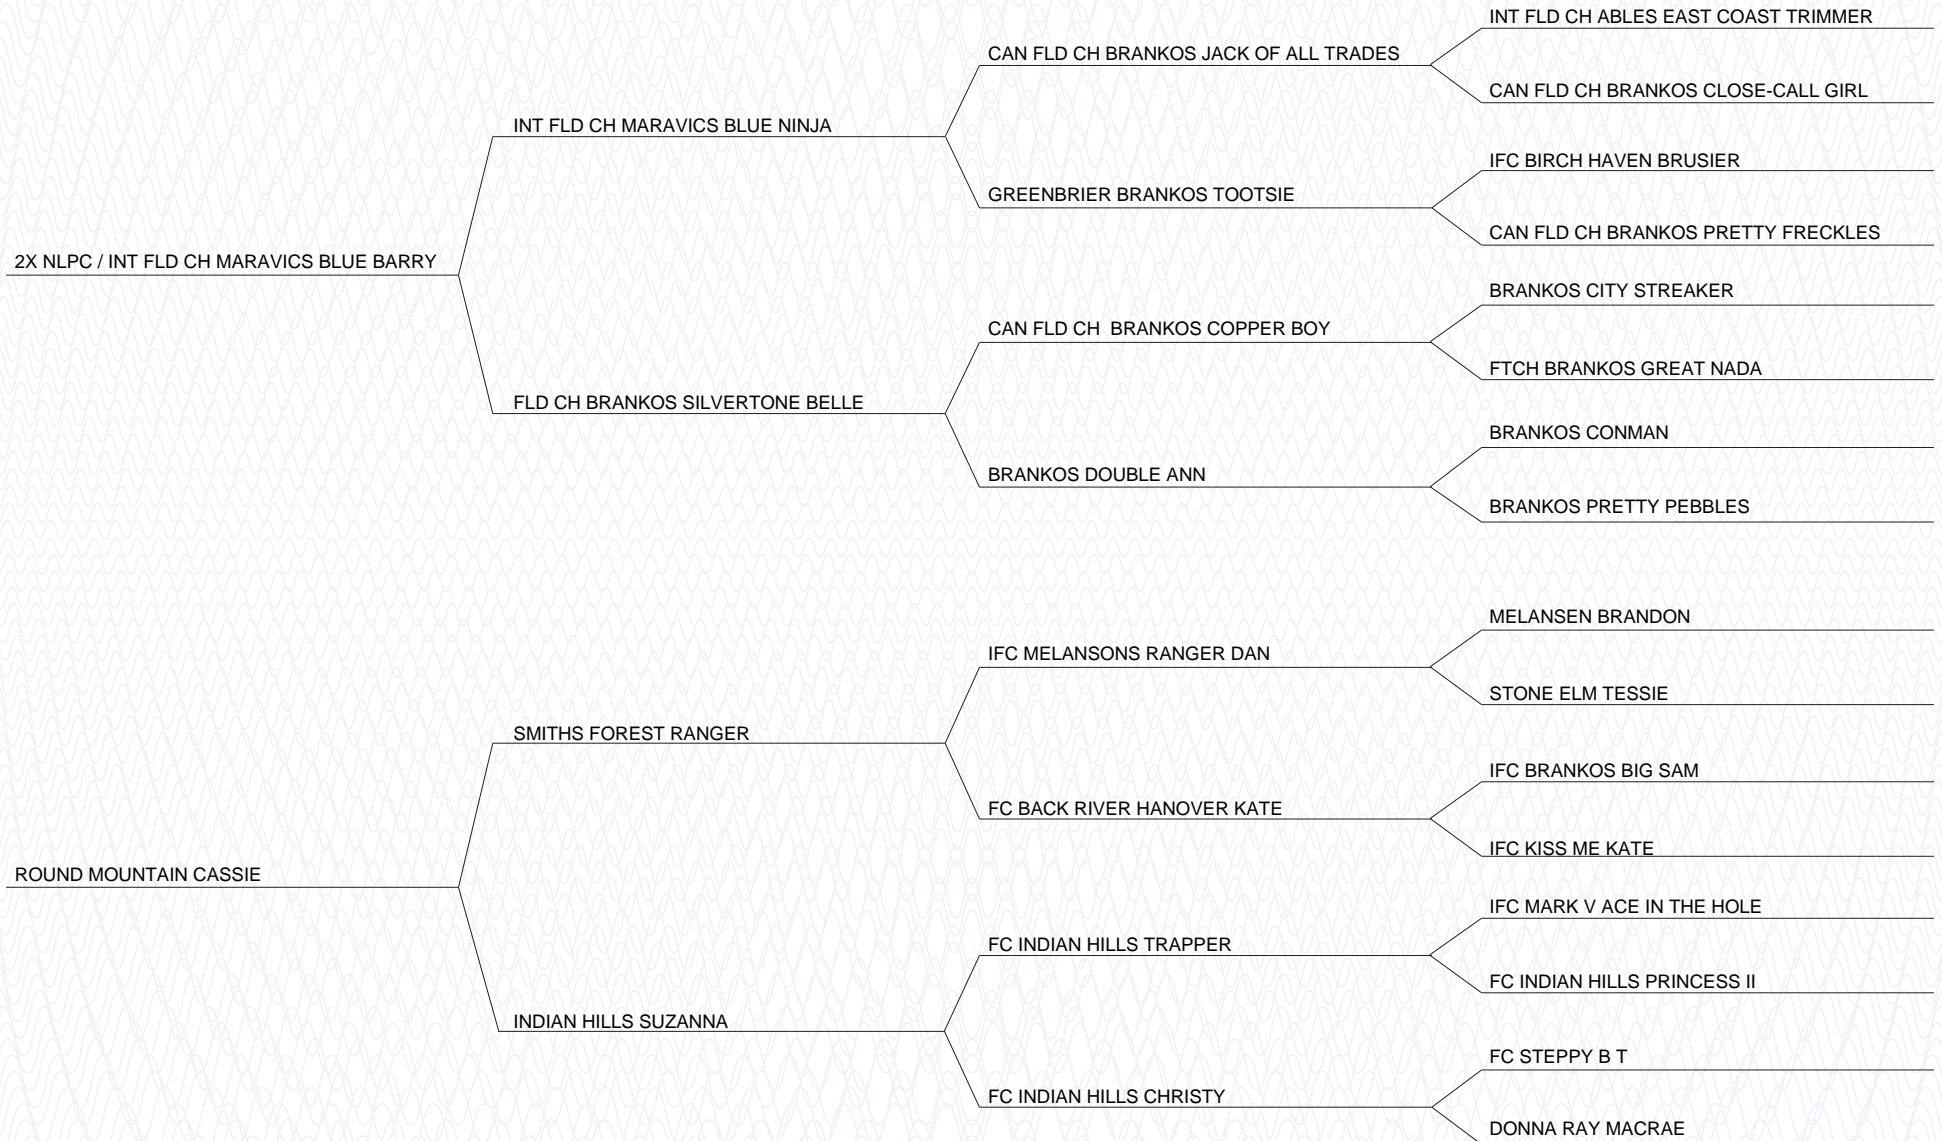 INT FLD CH ABLES EAST COAST TRIMMER
CAN FLD CH BRANKOS JACK OF ALL TRADES
CAN FLD CH BRANKOS CLOSE-CALL GIRL
INT FLD CH MARAVICS BLUE NINJA
IFC BIRCH HAVEN BRUSIER
GREENBRIER BRANKOS TOOTSIE
CAN FLD CH BRANKOS PRETTY FRECKLES
2X NLPC / INT FLD CH MARAVICS BLUE BARRY
BRANKOS CITY STREAKER
CAN FLD CH  BRANKOS COPPER BOY
FTCH BRANKOS GREAT NADA
FLD CH BRANKOS SILVERTONE BELLE
BRANKOS CONMAN
BRANKOS DOUBLE ANN
BRANKOS PRETTY PEBBLES
MELANSEN BRANDON
IFC MELANSONS RANGER DAN
STONE ELM TESSIE
SMITHS FOREST RANGER
IFC BRANKOS BIG SAM
FC BACK RIVER HANOVER KATE
IFC KISS ME KATE
ROUND MOUNTAIN CASSIE
IFC MARK V ACE IN THE HOLE
FC INDIAN HILLS TRAPPER
FC INDIAN HILLS PRINCESS II
INDIAN HILLS SUZANNA
FC STEPPY B T
FC INDIAN HILLS CHRISTY
DONNA RAY MACRAE